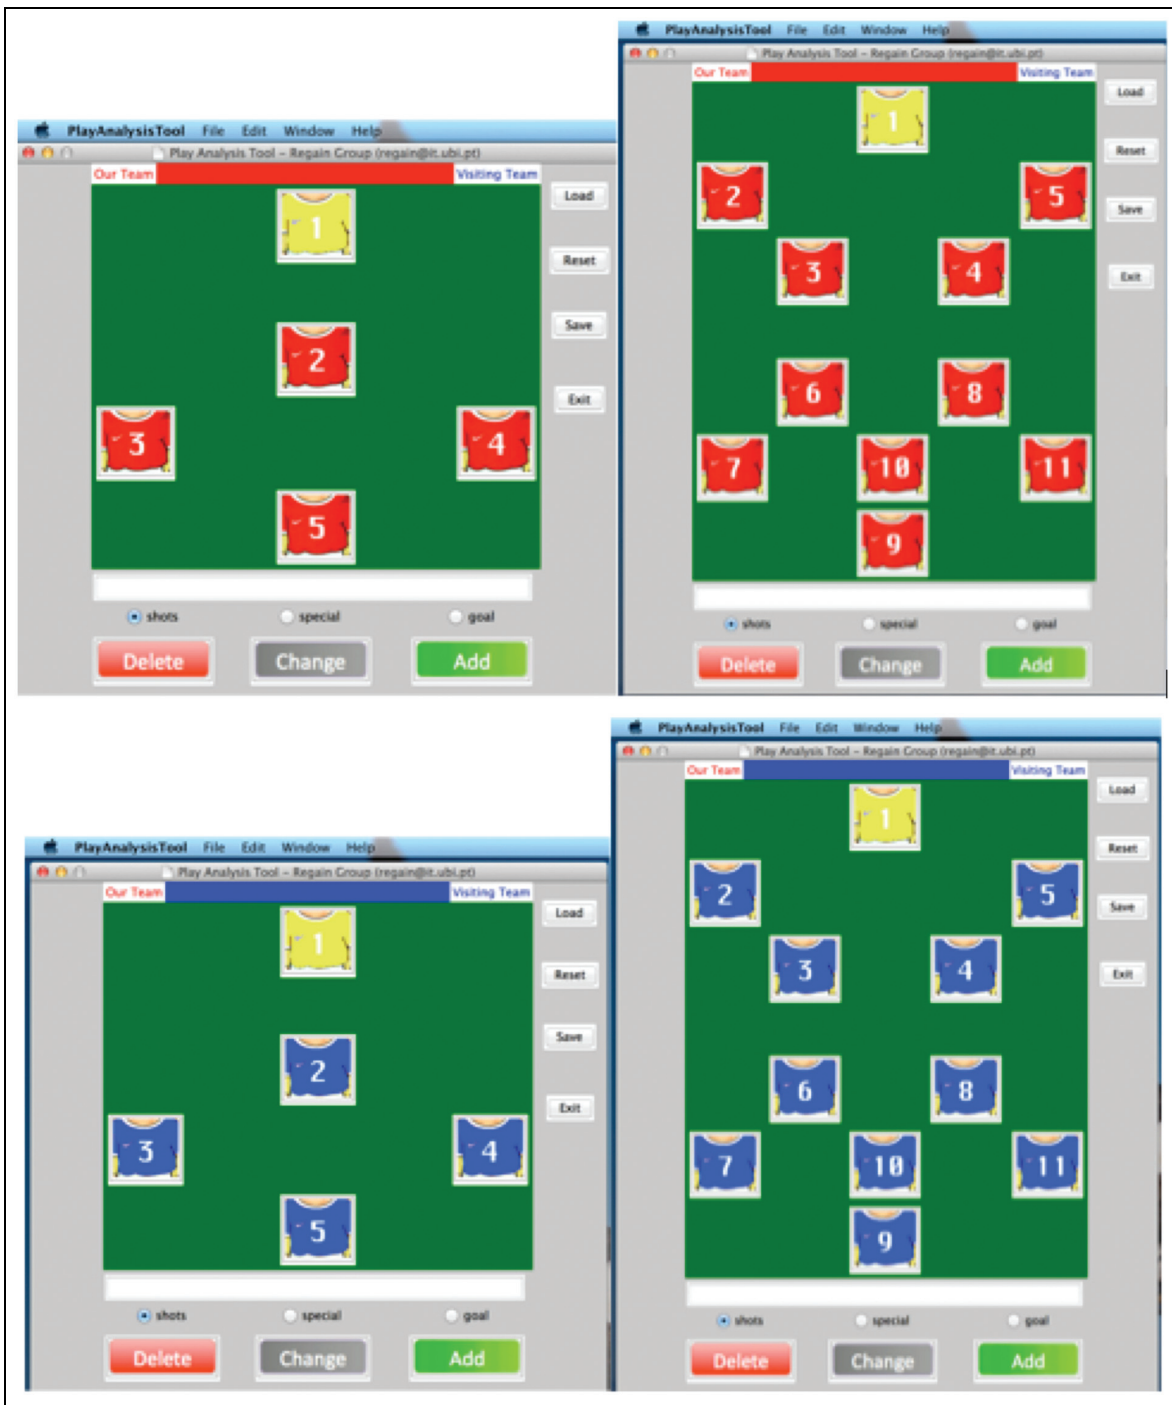 PlayAnalysisTool File Edit Window Help
Play Analysis Tool – Regain Group (regain@it.ubi.pt)
Our Team Visiting Team
Load
1
Reset
2
Save
3 4
Exit
5
shots special goal
Delete Change Add
PlayAnalysisTool File Edit Window Help
Play Analysis Tool – Regain Group (regain@it.ubi.pt)
Our Team Visiting Team
Load
1
Reset
2 5
Save
3 4
Exit
6 8
7 10 11
9
shots special goal
Delete Change Add
PlayAnalysisTool File Edit Window Help
Play Analysis Tool – Regain Group (regain@it.ubi.pt)
Our Team Visiting Team
Load
1
Reset
Save
2
Exit
3 4
5
shots special goal
Delete Change Add
PlayAnalysisTool File Edit Window Help
Play Analysis Tool – Regain Group (regain@it.ubi.pt)
Our Team Visiting Team
Load
1
Reset
2 5
Save
3 4
Exit
6 8
7 10 11
9
shots special goal
Delete Change Add